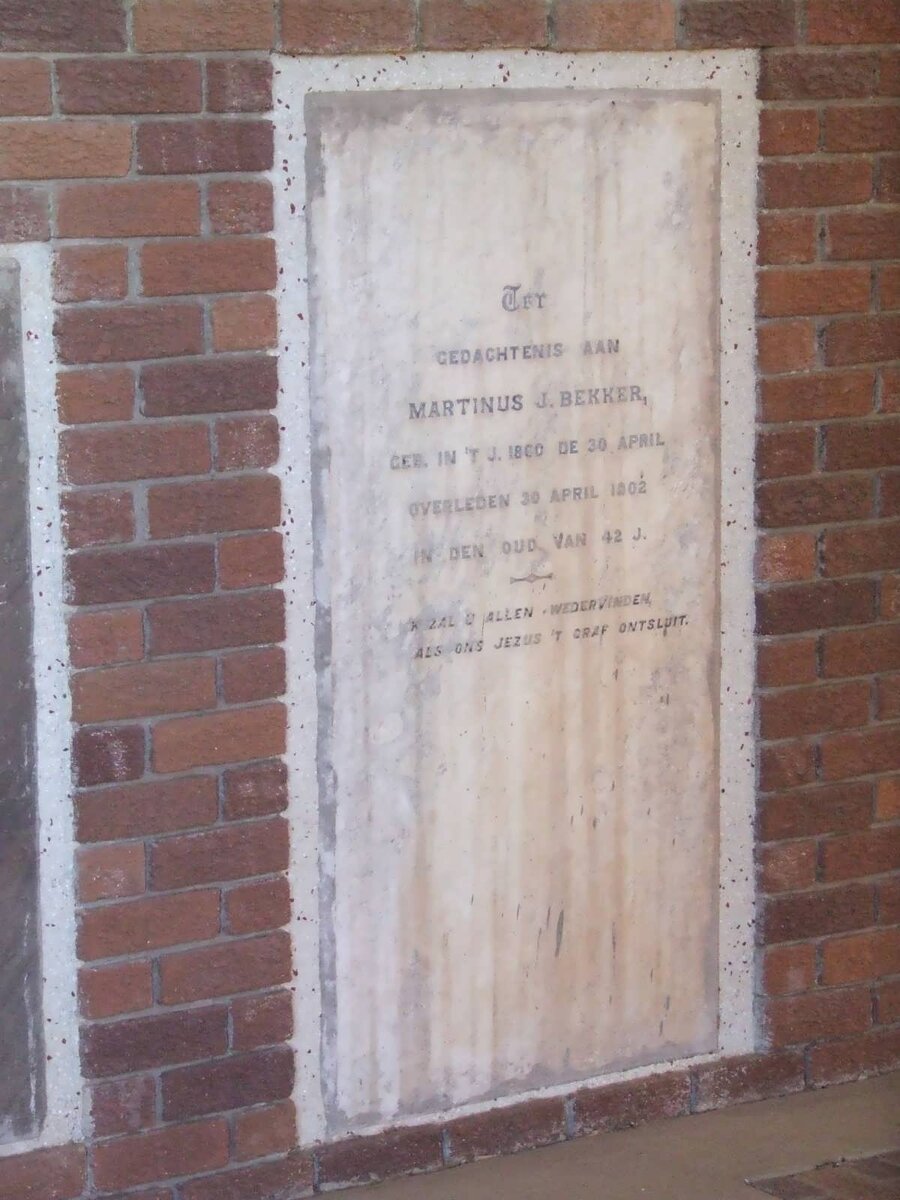 Ter
GEDACHTENIS AAN
MARTINUS J. BEKKER,
GEB. IN 'T J. 1860 DE 30 APRIL
OVERLEDEN 30 APRIL 1902
IN DEN OUD VAN 42 J.
'K ZAL U ALLEN WEDERVINDEN,
ALS ONS JEZUS 'T GRAF ONTSLUIT.